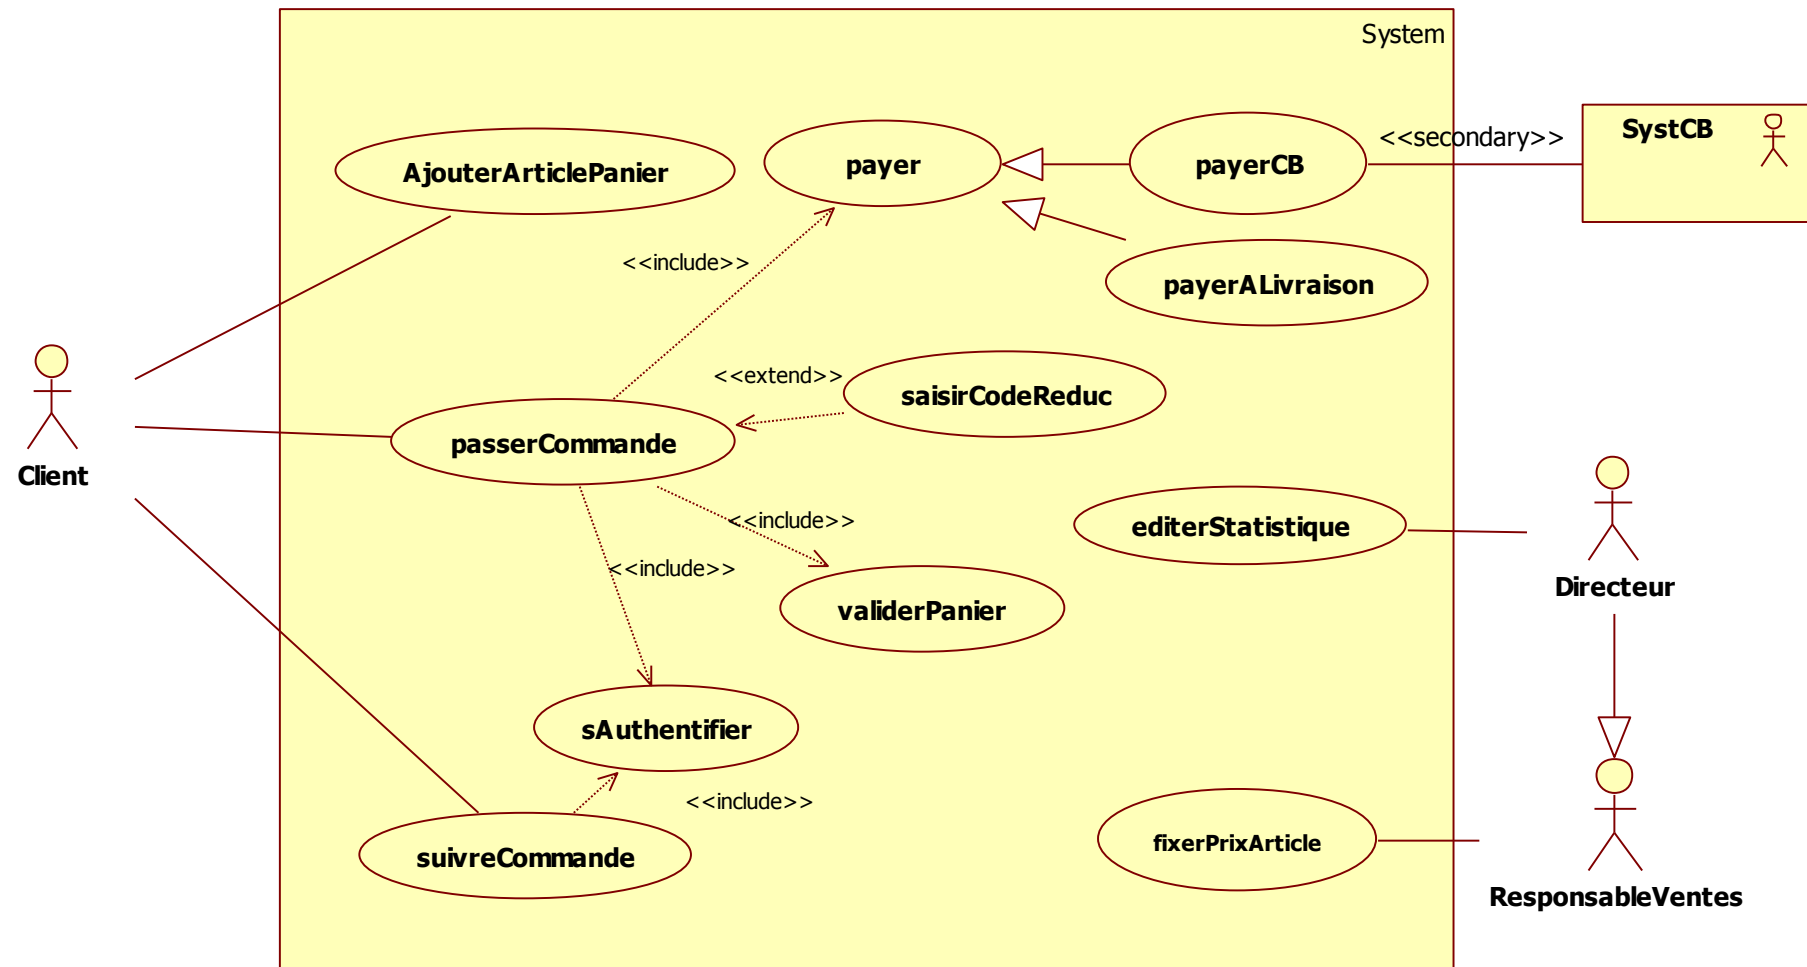 System
SystCB
<<secondary>>
AjouterArticlePanier
payer
payerCB
<<include>>
payerALivraison
<<extend>>
saisirCodeReduc
passerCommande
Client
<<include>>
editerStatistique
<<include>>
Directeur
validerPanier
sAuthentifier
<<include>>
fixerPrixArticle
suivreCommande
ResponsableVentes